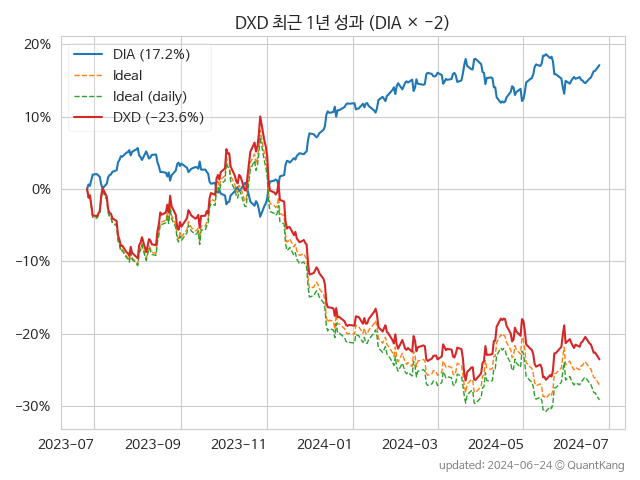 DXD 최근 1년 성과 (DIA × −2)
20%
10%
0%
−10%
−20%
−30%
DIA (17.2%)
Ideal
Ideal (daily)
DXD (−23.6%)
2023−07
2023−09
2023−11
2024−01
2024−03
2024−05
2024−07
updated: 2024−06−24 © QuantKang